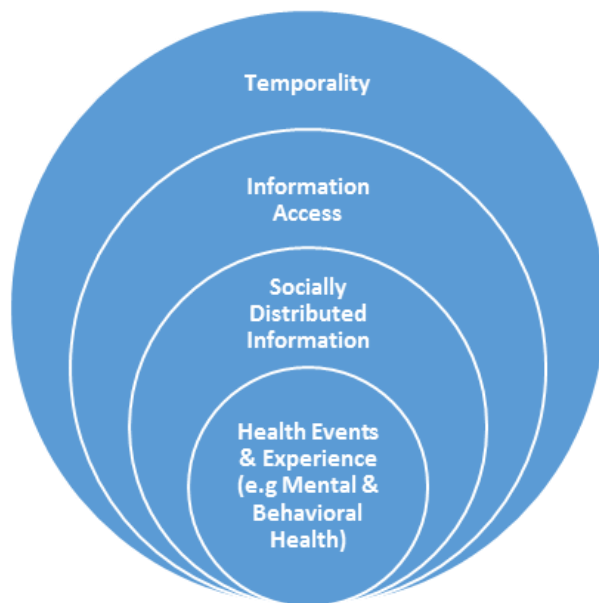 Temporality
Information
Access
Socially
Distributed
Information
Health Events
& Experience
(e.g Mental &
Behavioral
Health)